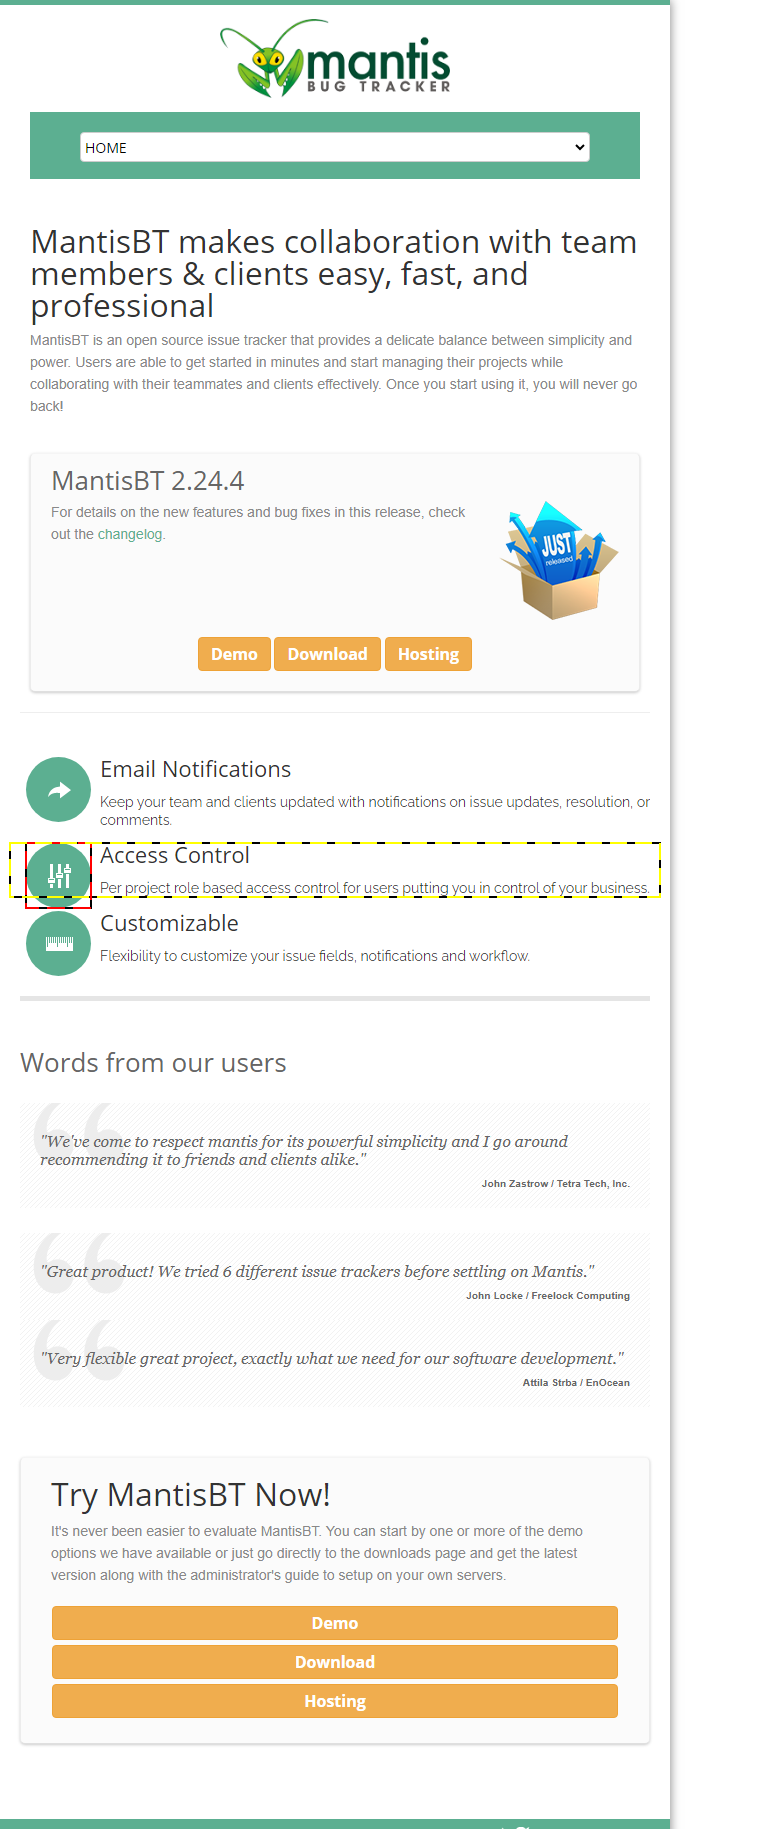 mantis
BUG TRACKER
HOME
MantisBT makes collaboration with team
members & clients easy, fast, and
professional
MantisBT is an open source issue tracker that provides a delicate balance between simplicity and
power. Users are able to get started in minutes and start managing their projects while
collaborating with their teammates and clients effectively. Once you start using it, you will never go
back!
MantisBT 2.24.4
For details on the new features and bug fixes in this release, check
out the changelog.
JUST
released
Demo Download Hosting
Email Notifications
Keep your team and clients updated with notifications on issue updates, resolution, or
comments.
Access Control
Per project role based access control for users putting you in control of your business.
Customizable
Flexibility to customize your issue fields, notifications and workflow.
Words from our users
"We've come to respect mantis for its powerful simplicity and I go around
recommending it to friends and clients alike."
John Zastrow / Tetra Tech, Inc.
"Great product! We tried 6 different issue trackers before settling on Mantis."
John Locke / Freelock Computing
"Very flexible great project, exactly what we need for our software development."
Attila Strba / EnOcean
Try MantisBT Now!
It's never been easier to evaluate MantisBT. You can start by one or more of the demo
options we have available or just go directly to the downloads page and get the latest
version along with the administrator's guide to setup on your own servers.
Demo
Download
Hosting